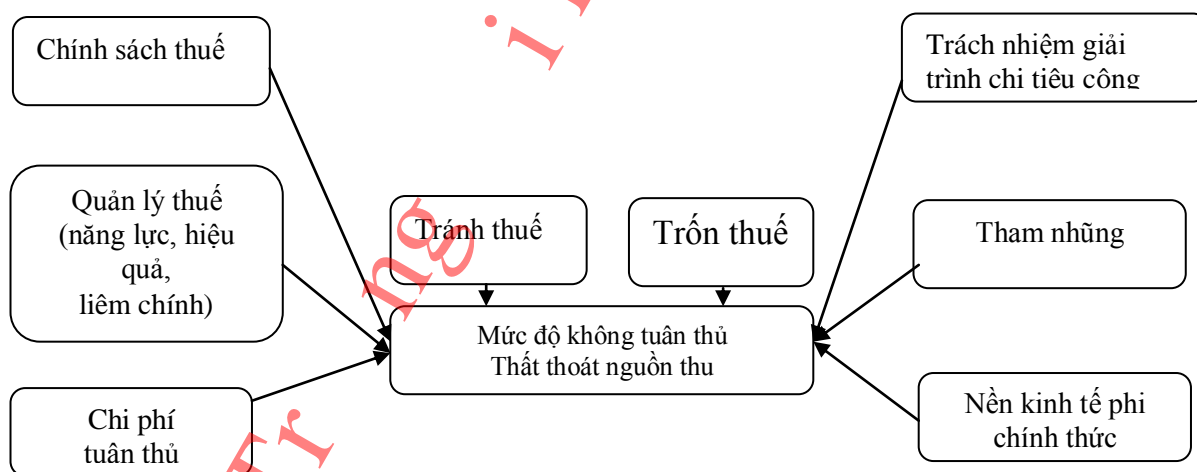 Chính sách thuế
Trách nhiệm giải
trình chi tiêu công
Quản lý thuế
(năng lực, hiệu
quả,
liêm chính)
Tránh thuế
Trốn thuế
Tham nhũng
Mức độ không tuân thủ
Thất thoát nguồn thu
Chi phí
tuân thủ
Nền kinh tế phi
chính thức